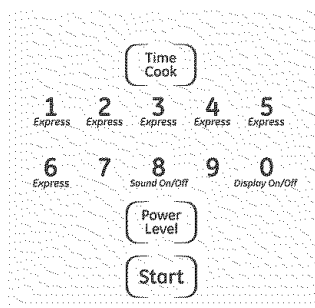 Time
Cook
1 2 3 4 5
Express Express Express Express Express
6 7 8 9 0
Express Sound On/Off Display On/Off
Power
Level
Start